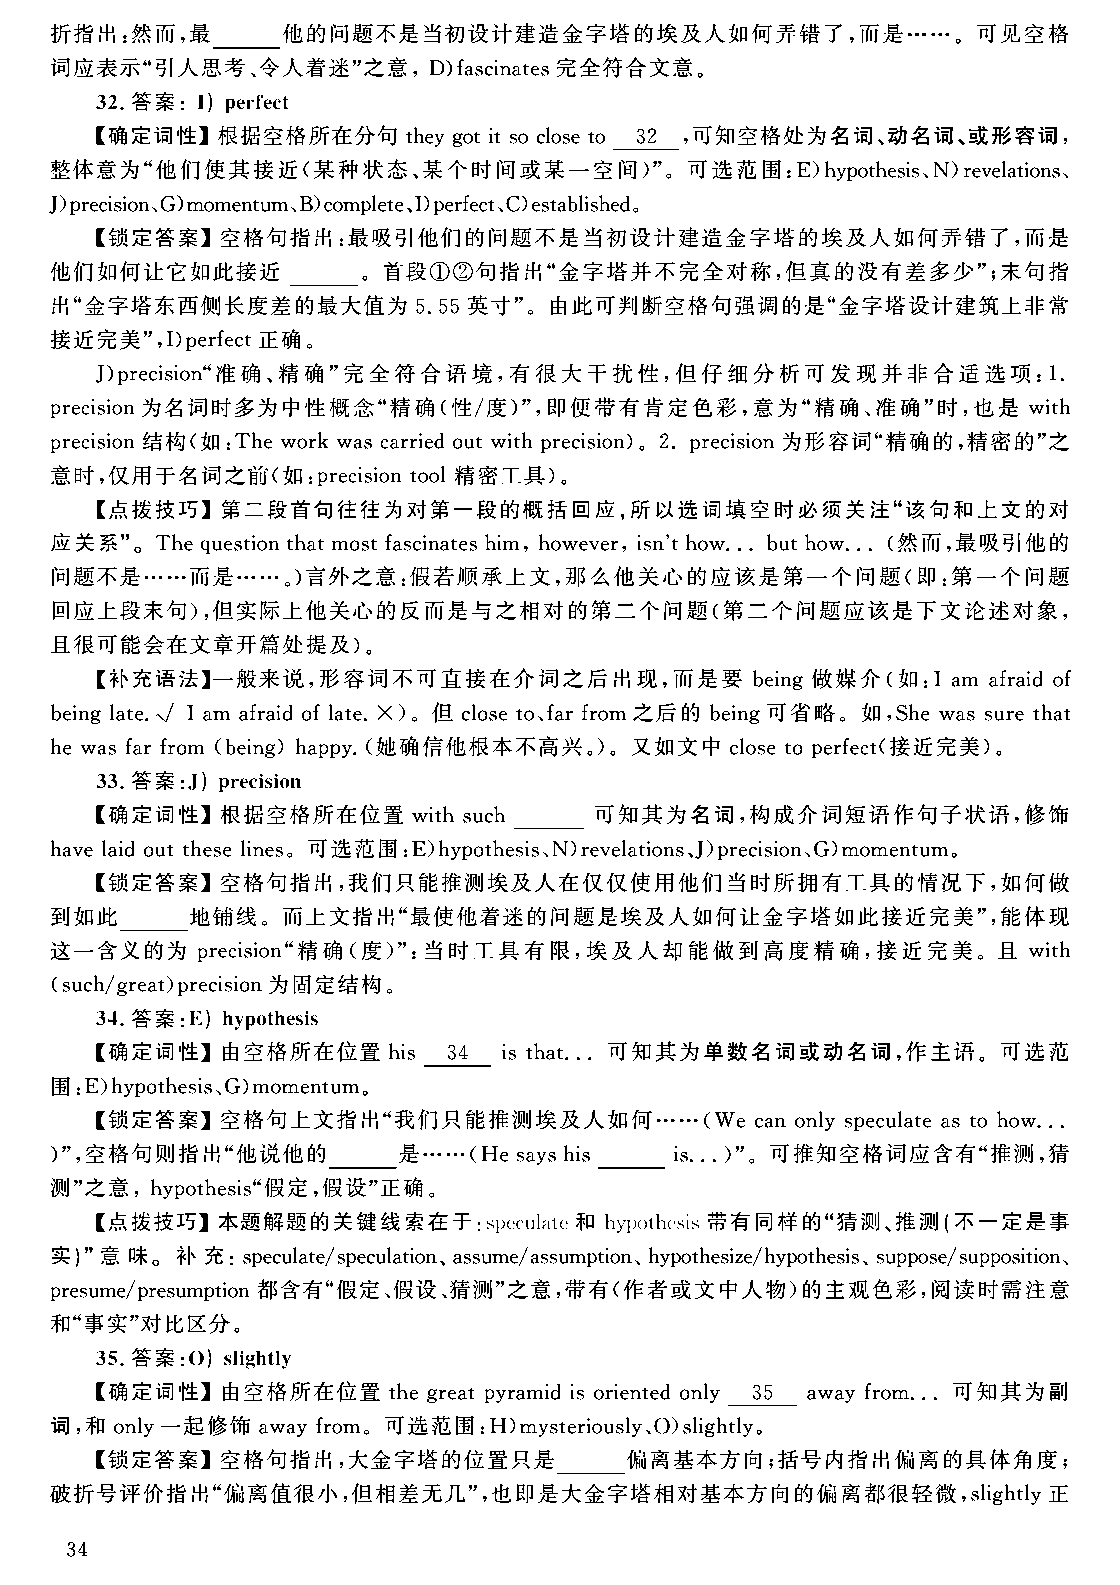 折指出:然而,最______他的问题不是当初设计建造金字塔的埃及人如何弄错了,而是……。可见空格
词应表示“引人思考、令人着迷”之意, D)fascinates 完全符合文意。
32. 答案: I) perfect
【确定词性】根据空格所在分句 they got it so close to __32__,可知空格处为名词、动名词、或形容词,
整体意为“他们使其接近(某种状态、某个时间或某一空间)”。可选范围:E)hypothesis、N)revelations、
J)precision、G)momentum、B)complete、I)perfect、C)established。
【锁定答案】空格句指出:最吸引他们的问题不是当初设计建造金字塔的埃及人如何弄错了,而是
他们如何让它如此接近 ______。首段①②句指出“金字塔并不完全对称,但真的没有差多少”;末句指
出“金字塔东西侧长度差的最大值为 5.55 英寸”。由此可判断空格句强调的是“金字塔设计建筑上非常
接近完美”,I)perfect 正确。
J)precision“准确、精确”完全符合语境,有很大干扰性,但仔细分析可发现并非合适选项:1.
precision 为名词时多为中性概念“精确(性/度)”,即便带有肯定色彩,意为“精确、准确”时,也是 with
precision 结构(如:The work was carried out with precision)。2. precision 为形容词“精确的,精密的”之
意时,仅用于名词之前(如:precision tool 精密工具)。
【点拨技巧】第二段首句往往为对第一段的概括回应,所以选词填空时必须关注“该句和上文的对
应关系”。The question that most fascinates him, however, isn't how... but how... (然而,最吸引他的
问题不是……而是……。)言外之意:假若顺承上文,那么他关心的应该是第一个问题(即:第一个问题
回应上段末句),但实际上他关心的反而是与之相对的第二个问题(第二个问题应该是下文论述对象,
且很可能会在文章开篇处提及)。
【补充语法】一般来说,形容词不可直接在介词之后出现,而是要 being 做媒介(如:I am afraid of
being late. √ I am afraid of late. ×)。但 close to、far from 之后的 being 可省略。如,She was sure that
he was far from (being) happy. (她确信他根本不高兴。)。又如文中 close to perfect(接近完美)。
33. 答案:J) precision
【确定词性】根据空格所在位置 with such ______ 可知其为名词,构成介词短语作句子状语,修饰
have laid out these lines。可选范围:E)hypothesis、N)revelations、J)precision、G)momentum。
【锁定答案】空格句指出,我们只能推测埃及人在仅仅使用他们当时所拥有工具的情况下,如何做
到如此______地铺线。而上文指出“最使他着迷的问题是埃及人如何让金字塔如此接近完美”,能体现
这一含义的为 precision“精确(度)”:当时工具有限,埃及人却能做到高度精确,接近完美。且 with
(such/great)precision 为固定结构。
34. 答案:E) hypothesis
【确定词性】由空格所在位置 his __34__ is that... 可知其为单数名词或动名词,作主语。可选范
围:E)hypothesis、G)momentum。
【锁定答案】空格句上文指出“我们只能推测埃及人如何……(We can only speculate as to how...
)”,空格句则指出“他说他的______是……(He says his ______ is...)”。可推知空格词应含有“推测,猜
测”之意, hypothesis“假定,假设”正确。
【点拨技巧】本题解题的关键线索在于:speculate 和 hypothesis 带有同样的“猜测、推测(不一定是事
实)”意味。补充: speculate/speculation、assume/assumption、hypothesize/hypothesis、suppose/supposition、
presume/presumption 都含有“假定、假设、猜测”之意,带有(作者或文中人物)的主观色彩,阅读时需注意
和“事实”对比区分。
35. 答案:O) slightly
【确定词性】由空格所在位置 the great pyramid is oriented only __35__ away from... 可知其为副
词,和 only 一起修饰 away from。可选范围:H)mysteriously、O)slightly。
【锁定答案】空格句指出,大金字塔的位置只是______偏离基本方向;括号内指出偏离的具体角度;
破折号评价指出“偏离值很小,但相差无几”,也即是大金字塔相对基本方向的偏离都很轻微,slightly 正
34